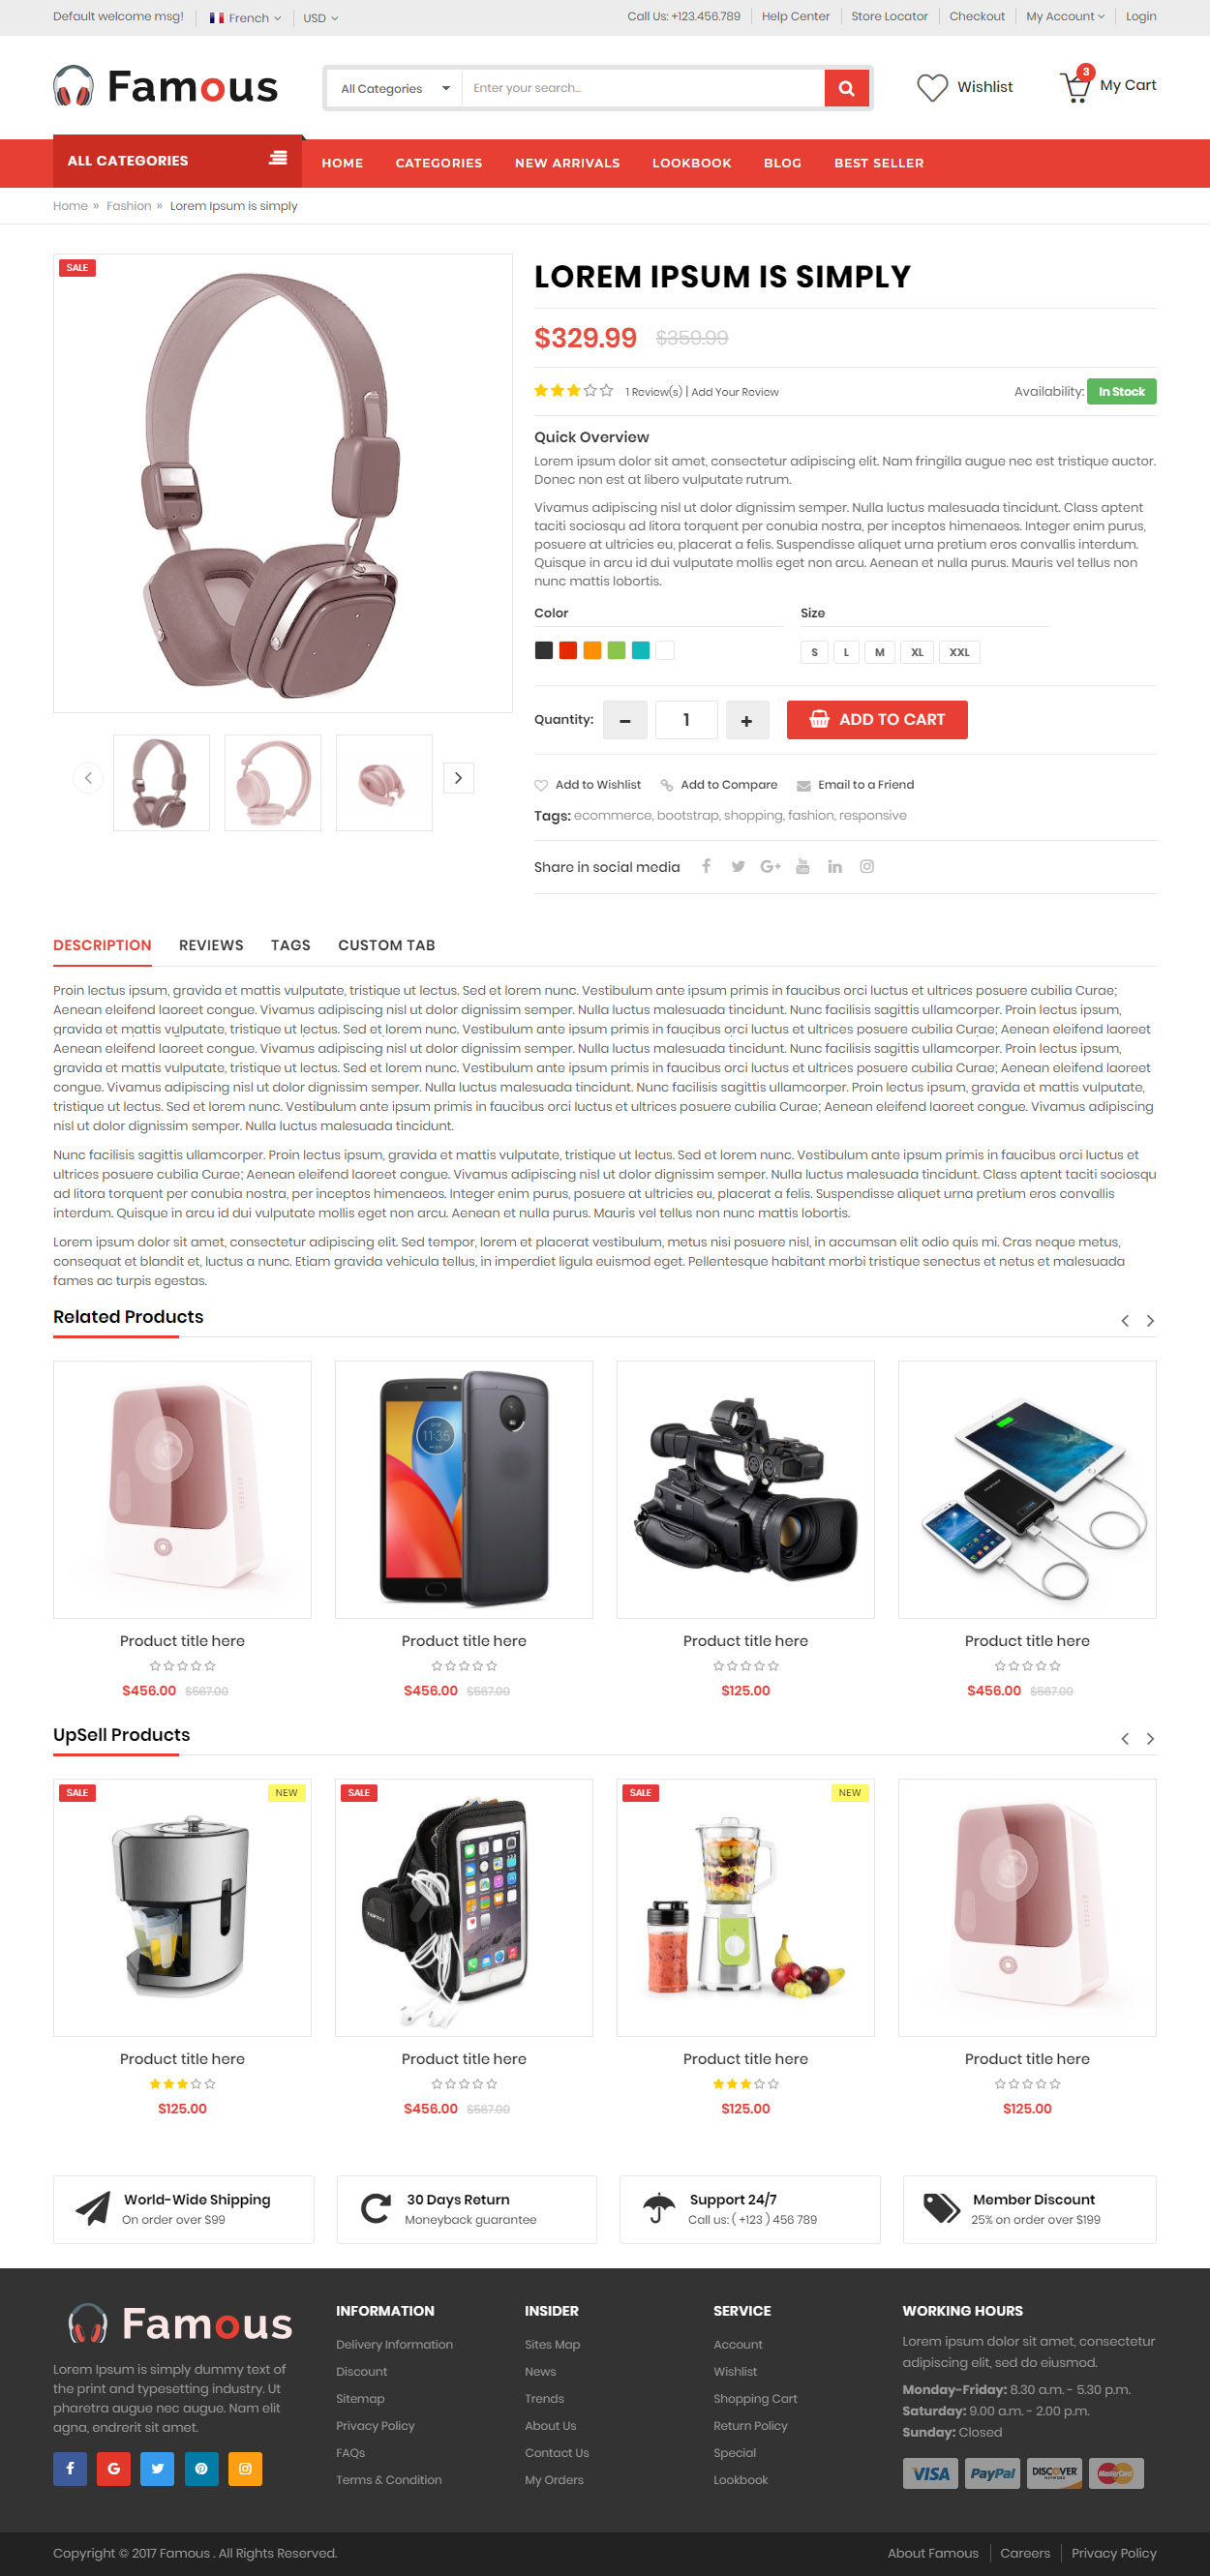 Default welcome msg! French USD Call Us: +123.456.789 Help Center Store Locator Checkout My Account Login
Famous All Categories Enter your search... Wishlist 3 My Cart
ALL CATEGORIES HOME CATEGORIES NEW ARRIVALS LOOKBOOK BLOG BEST SELLER
Home » Fashion » Lorem Ipsum is simply
SALE
LOREM IPSUM IS SIMPLY
$329.99 $359.99
1 Review(s) | Add Your Review Availability: In Stock
Quick Overview
Lorem ipsum dolor sit amet, consectetur adipiscing elit. Nam fringilla augue nec est tristique auctor.
Donec non est at libero vulputate rutrum.
Vivamus adipiscing nisl ut dolor dignissim semper. Nulla luctus malesuada tincidunt. Class aptent
taciti sociosqu ad litora torquent per conubia nostra, per inceptos himenaeos. Integer enim purus,
posuere at ultricies eu, placerat a felis. Suspendisse aliquet urna pretium eros convallis interdum.
Quisque in arcu id dui vulputate mollis eget non arcu. Aenean et nulla purus. Mauris vel tellus non
nunc mattis lobortis.
Color Size
S L M XL XXL
Quantity: − 1 + ADD TO CART
Add to Wishlist Add to Compare Email to a Friend
Tags: ecommerce, bootstrap, shopping, fashion, responsive
Share in social media
DESCRIPTION REVIEWS TAGS CUSTOM TAB
Proin lectus ipsum, gravida et mattis vulputate, tristique ut lectus. Sed et lorem nunc. Vestibulum ante ipsum primis in faucibus orci luctus et ultrices posuere cubilia Curae;
Aenean eleifend laoreet congue. Vivamus adipiscing nisl ut dolor dignissim semper. Nulla luctus malesuada tincidunt. Nunc facilisis sagittis ullamcorper. Proin lectus ipsum,
gravida et mattis vulputate, tristique ut lectus. Sed et lorem nunc. Vestibulum ante ipsum primis in faucibus orci luctus et ultrices posuere cubilia Curae; Aenean eleifend laoreet
Aenean eleifend laoreet congue. Vivamus adipiscing nisl ut dolor dignissim semper. Nulla luctus malesuada tincidunt. Nunc facilisis sagittis ullamcorper. Proin lectus ipsum,
gravida et mattis vulputate, tristique ut lectus. Sed et lorem nunc. Vestibulum ante ipsum primis in faucibus orci luctus et ultrices posuere cubilia Curae; Aenean eleifend laoreet
congue. Vivamus adipiscing nisl ut dolor dignissim semper. Nulla luctus malesuada tincidunt. Nunc facilisis sagittis ullamcorper. Proin lectus ipsum, gravida et mattis vulputate,
tristique ut lectus. Sed et lorem nunc. Vestibulum ante ipsum primis in faucibus orci luctus et ultrices posuere cubilia Curae; Aenean eleifend laoreet congue. Vivamus adipiscing
nisl ut dolor dignissim semper. Nulla luctus malesuada tincidunt.
Nunc facilisis sagittis ullamcorper. Proin lectus ipsum, gravida et mattis vulputate, tristique ut lectus. Sed et lorem nunc. Vestibulum ante ipsum primis in faucibus orci luctus et
ultrices posuere cubilia Curae; Aenean eleifend laoreet congue. Vivamus adipiscing nisl ut dolor dignissim semper. Nulla luctus malesuada tincidunt. Class aptent taciti sociosqu
ad litora torquent per conubia nostra, per inceptos himenaeos. Integer enim purus, posuere at ultricies eu, placerat a felis. Suspendisse aliquet urna pretium eros convallis
interdum. Quisque in arcu id dui vulputate mollis eget non arcu. Aenean et nulla purus. Mauris vel tellus non nunc mattis lobortis.
Lorem ipsum dolor sit amet, consectetur adipiscing elit. Sed tempor, lorem et placerat vestibulum, metus nisi posuere nisl, in accumsan elit odio quis mi. Cras neque metus,
consequat et blandit et, luctus a nunc. Etiam gravida vehicula tellus, in imperdiet ligula euismod eget. Pellentesque habitant morbi tristique senectus et netus et malesuada
fames ac turpis egestas.
Related Products
11:35
Product title here Product title here Product title here Product title here
$456.00 $567.00 $456.00 $567.00 $125.00 $456.00 $567.00
UpSell Products
SALE NEW SALE SALE NEW
Product title here Product title here Product title here Product title here
$125.00 $456.00 $567.00 $125.00 $125.00
World-Wide Shipping 30 Days Return Support 24/7 Member Discount
On order over $99 Moneyback guarantee Call us: ( +123 ) 456 789 25% on order over $199
Famous
Lorem Ipsum is simply dummy text of
the print and typesetting industry. Ut
pharetra augue nec augue. Nam elit
agna, endrerit sit amet.
INFORMATION
Delivery Information
Discount
Sitemap
Privacy Policy
FAQs
Terms & Condition
INSIDER
Sites Map
News
Trends
About Us
Contact Us
My Orders
SERVICE
Account
Wishlist
Shopping Cart
Return Policy
Special
Lookbook
WORKING HOURS
Lorem ipsum dolor sit amet, consectetur
adipiscing elit, sed do eiusmod.
Monday-Friday: 8.30 a.m. - 5.30 p.m.
Saturday: 9.00 a.m. - 2.00 p.m.
Sunday: Closed
VISA PayPal DISCOVER NETWORK MasterCard
Copyright © 2017 Famous . All Rights Reserved. About Famous Careers Privacy Policy